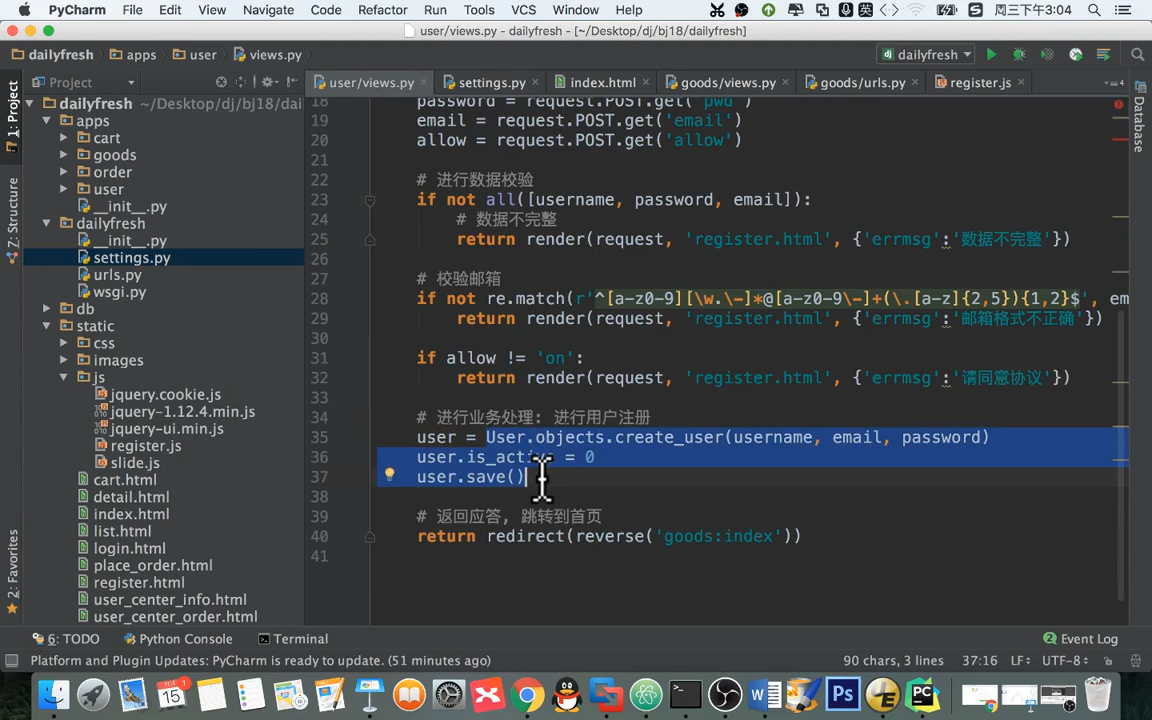 PyCharm File Edit View Navigate Code Refactor Run Tools VCS Window Help 英 周三下午3:04
user/views.py - dailyfresh - [~/Desktop/dj/bj18/dailyfresh]
dailyfresh apps user views.py dailyfresh
Project user/views.py settings.py index.html goods/views.py goods/urls.py register.js
1: Project
7: Structure
2: Favorites
Database
dailyfresh ~/Desktop/dj/bj18/dai
apps
cart
goods
order
user
__init__.py
dailyfresh
__init__.py
settings.py
urls.py
wsgi.py
db
static
css
images
js
jquery.cookie.js
jquery-1.12.4.min.js
jquery-ui.min.js
register.js
slide.js
cart.html
detail.html
index.html
list.html
login.html
place_order.html
register.html
user_center_info.html
user_center_order.html
18 password = request.POST.get('pwd')
19 email = request.POST.get('email')
20 allow = request.POST.get('allow')
21
22 # 进行数据校验
23 if not all([username, password, email]):
24 # 数据不完整
25 return render(request, 'register.html', {'errmsg':'数据不完整'})
26
27 # 校验邮箱
28 if not re.match(r'^[a-z0-9][\w.\-]*@[a-z0-9\-]+(\.[a-z]{2,5}){1,2}$', em
29 return render(request, 'register.html', {'errmsg':'邮箱格式不正确'})
30
31 if allow != 'on':
32 return render(request, 'register.html', {'errmsg':'请同意协议'})
33
34 # 进行业务处理: 进行用户注册
35 user = User.objects.create_user(username, email, password)
36 user.is_active = 0
37 user.save()
38
39 # 返回应答, 跳转到首页
40 return redirect(reverse('goods:index'))
41
6: TODO Python Console Terminal 2 Event Log
Platform and Plugin Updates: PyCharm is ready to update. (51 minutes ago) 90 chars, 3 lines 37:16 LF UTF-8
15 1 W Ps PC